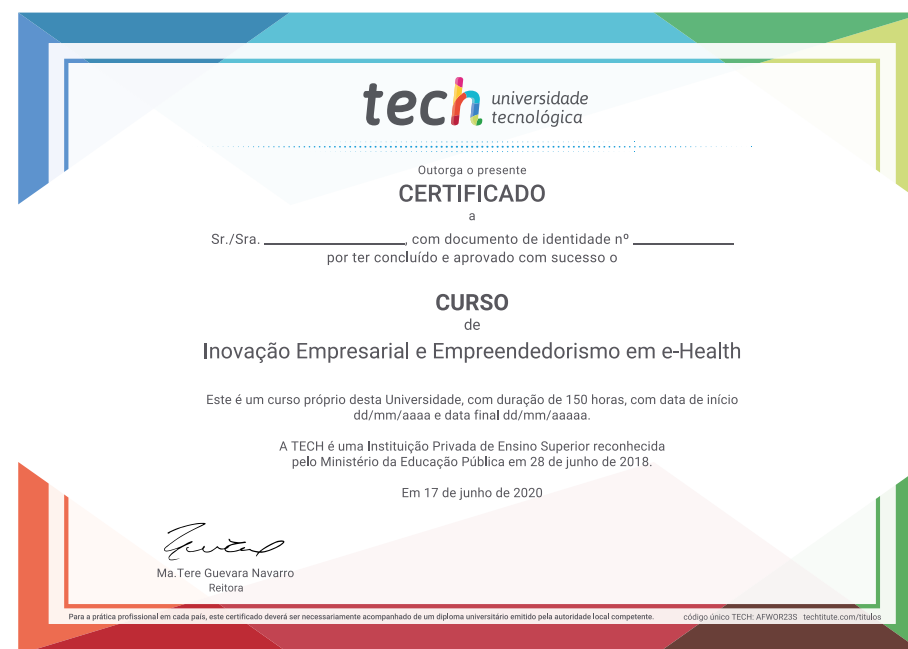 tech universidade
tecnológica
Outorga o presente
CERTIFICADO
a
Sr./Sra. ____________________, com documento de identidade nº ______________
por ter concluído e aprovado com sucesso o
CURSO
de
Inovação Empresarial e Empreendedorismo em e-Health
Este é um curso próprio desta Universidade, com duração de 150 horas, com data de início
dd/mm/aaaa e data final dd/mm/aaaaa.
A TECH é uma Instituição Privada de Ensino Superior reconhecida
pelo Ministério da Educação Pública em 28 de junho de 2018.
Em 17 de junho de 2020
Ma.Tere Guevara Navarro
Reitora
Para a prática profissional em cada país, este certificado deverá ser necessariamente acompanhado de um diploma universitário emitido pela autoridade local competente. código único TECH: AFWOR23S techtitute.com/titulos